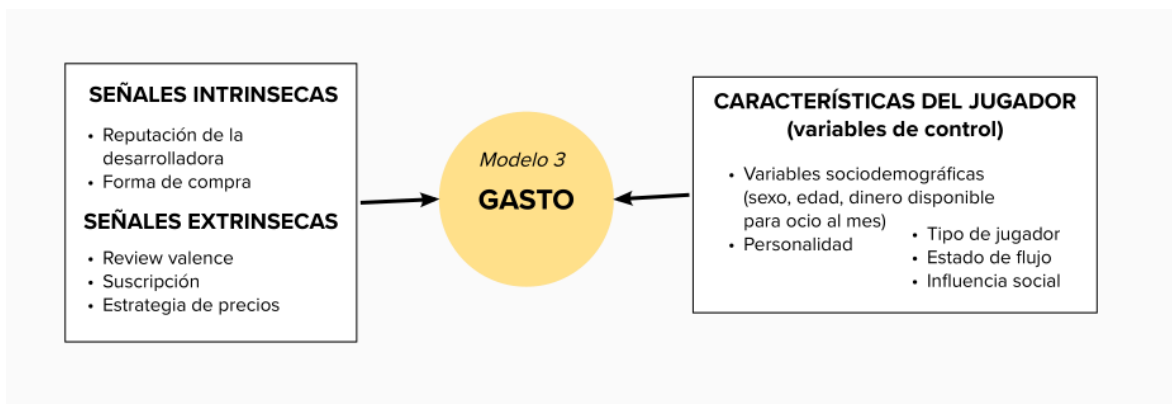 SEÑALES INTRINSECAS
• Reputación de la
desarrolladora
• Forma de compra
SEÑALES EXTRINSECAS
• Review valence
• Suscripción
• Estrategia de precios
Modelo 3
GASTO
CARACTERÍSTICAS DEL JUGADOR
(variables de control)
• Variables sociodemográficas
(sexo, edad, dinero disponible
para ocio al mes)
• Personalidad
• Tipo de jugador
• Estado de flujo
• Influencia social